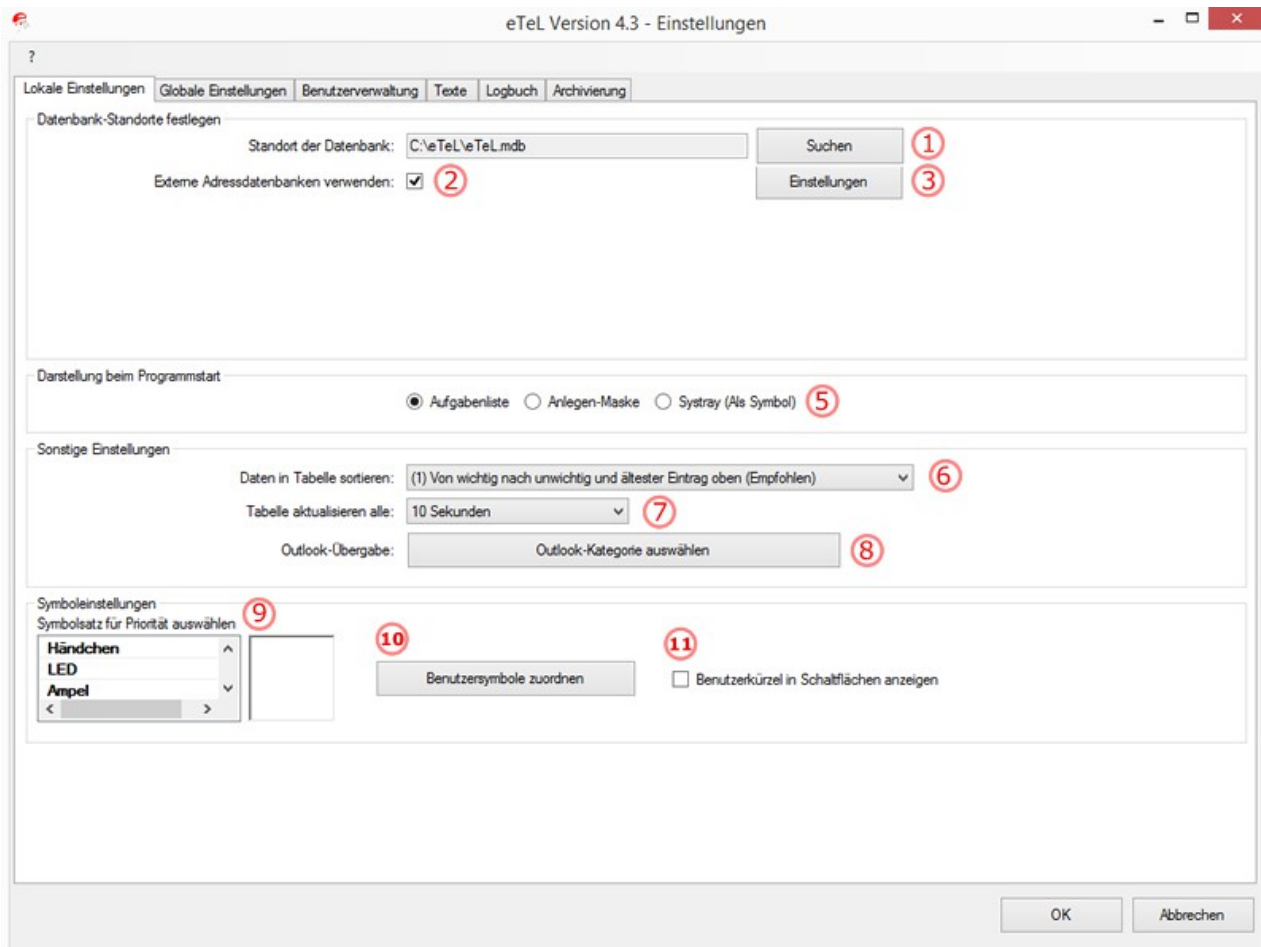 eTeL Version 4.3 - Einstellungen
?
Lokale Einstellungen Globale Einstellungen Benutzerverwaltung Texte Logbuch Archivierung
Datenbank-Standorte festlegen
Standort der Datenbank: C:\eTeL\eTeL.mdb Suchen 1
Externe Adressdatenbanken verwenden: 2 Einstellungen 3
Darstellung beim Programmstart
Aufgabenliste Anlegen-Maske Systray (Als Symbol) 5
Sonstige Einstellungen
Daten in Tabelle sortieren: (1) Von wichtig nach unwichtig und ältester Eintrag oben (Empfohlen) 6
Tabelle aktualisieren alle: 10 Sekunden 7
Outlook-Übergabe: Outlook-Kategorie auswählen 8
Symboleinstellungen
Symbolsatz für Priorität auswählen 9
Händchen
LED
Ampel
10
Benutzersymbole zuordnen
11
Benutzerkürzel in Schaltflächen anzeigen
OK Abbrechen